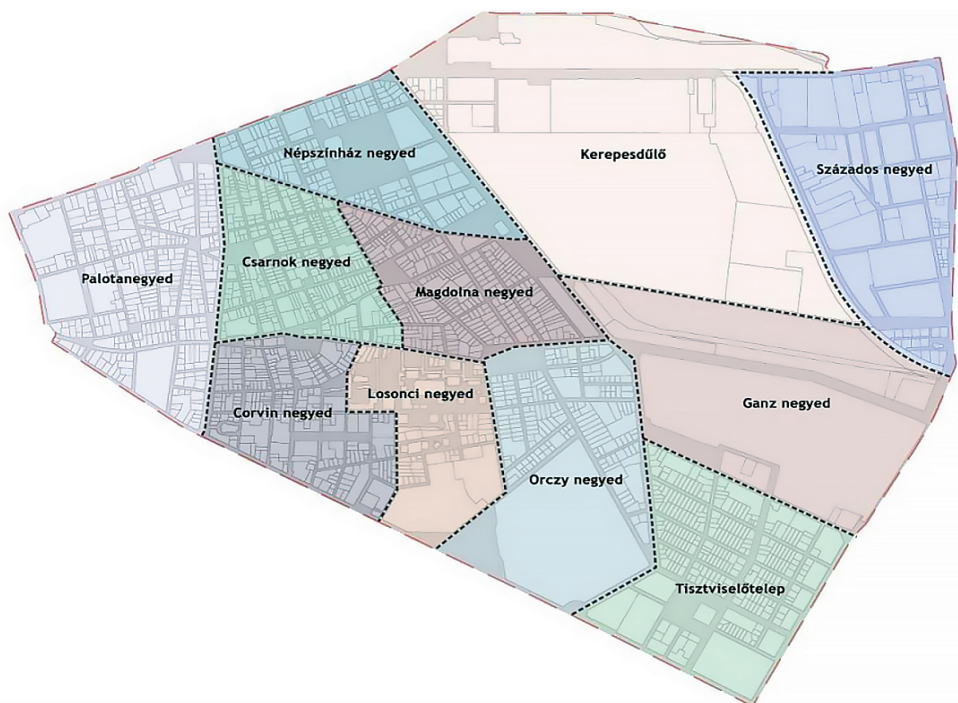 Népszínház negyed
Kerepesdűlő
Százados negyed
Csarnok negyed
Palotanegyed
Magdolna negyed
Losonci negyed
Ganz negyed
Corvin negyed
Orczy negyed
Tisztviselőtelep